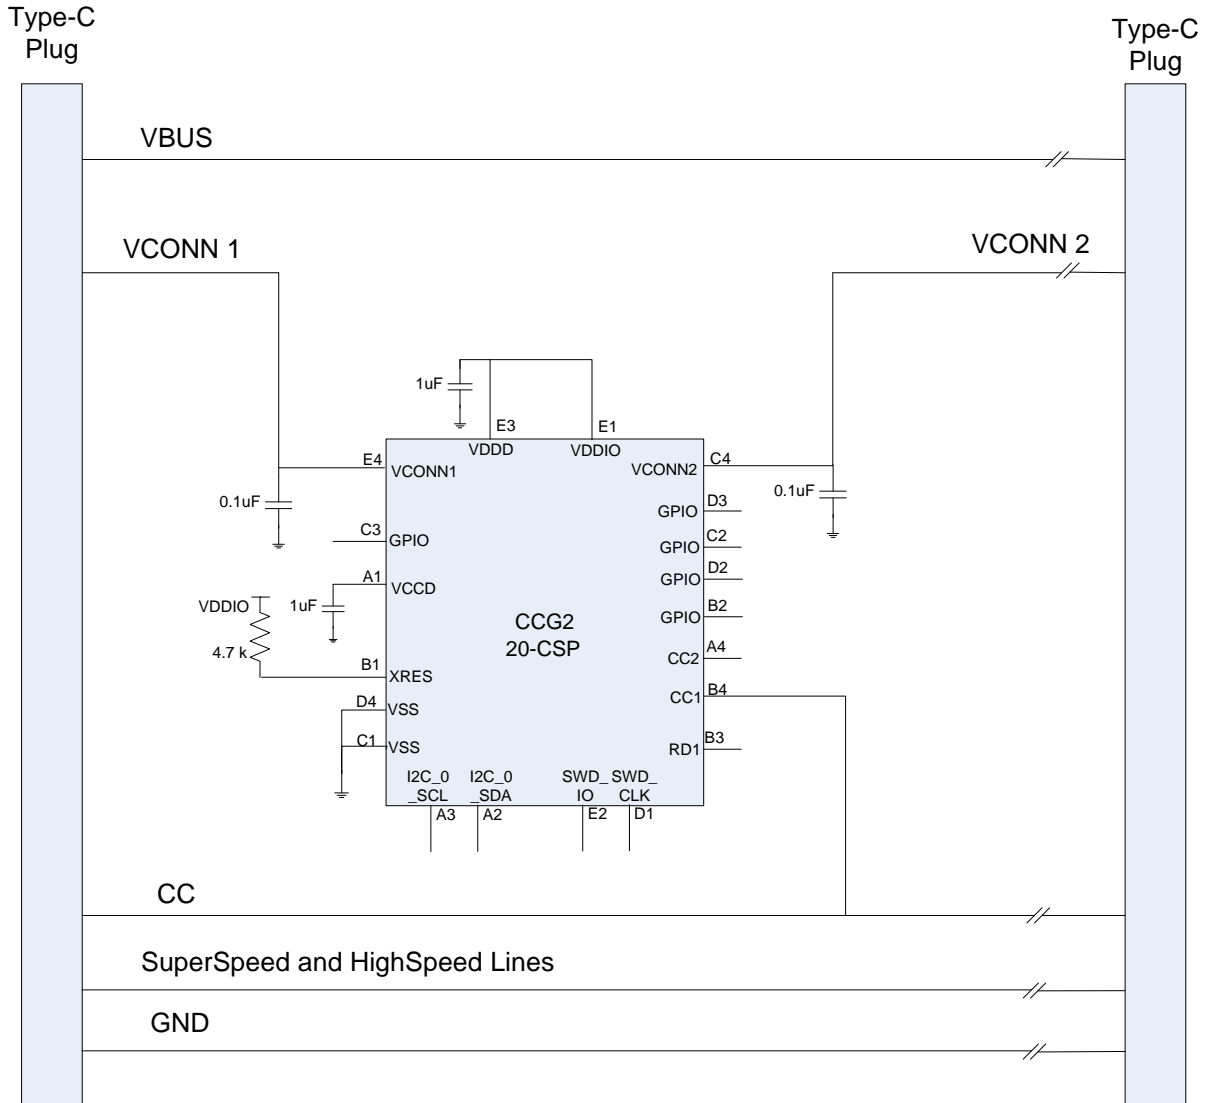 Type-C
Plug
Type-C
Plug
VBUS
VCONN 1
VCONN 2
1uF
E3
E1
VDDD
VDDIO
E4
VCONN1
VCONN2
C4
0.1uF
0.1uF
GPIO
D3
C3
GPIO
GPIO
C2
A1
VCCD
GPIO
D2
VDDIO
1uF
GPIO
B2
4.7 k
CCG2
20-CSP
CC2
A4
B1
XRES
CC1
B4
D4
VSS
C1
VSS
RD1
B3
I2C_0
_SCL
I2C_0
_SDA
SWD_
IO
SWD_
CLK
A3
A2
E2
D1
CC
SuperSpeed and HighSpeed Lines
GND